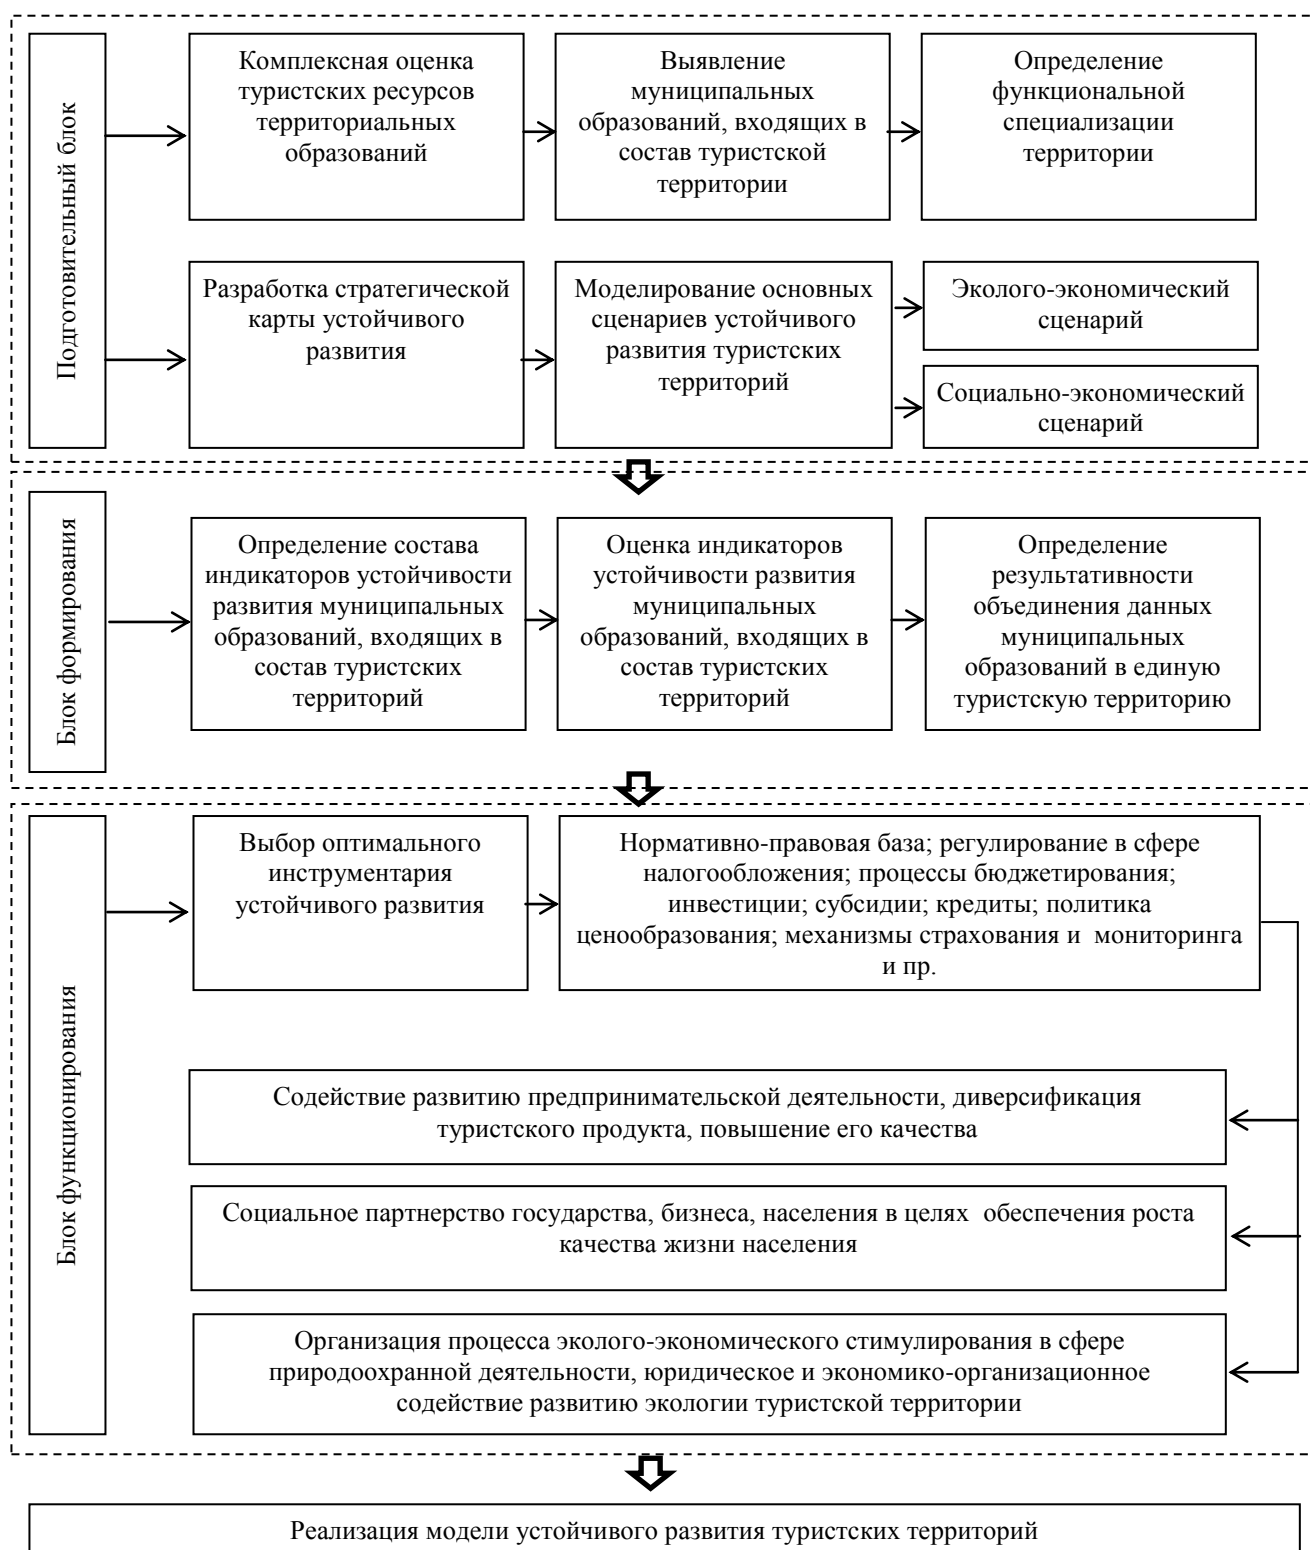 Подготовительный блок
Комплексная оценка
туристских ресурсов
территориальных
образований
Выявление
муниципальных
образований, входящих в
состав туристской
территории
Определение
функциональной
специализации
территории
Разработка стратегической
карты устойчивого
развития
Моделирование основных
сценариев устойчивого
развития туристских
территорий
Эколого-экономический
сценарий
Социально-экономический
сценарий
Блок формирования
Определение состава
индикаторов устойчивости
развития муниципальных
образований, входящих в
состав туристских
территорий
Оценка индикаторов
устойчивости развития
муниципальных
образований, входящих в
состав туристских
территорий
Определение
результативности
объединения данных
муниципальных
образований в единую
туристскую территорию
Блок функционирования
Выбор оптимального
инструментария
устойчивого развития
Нормативно-правовая база; регулирование в сфере
налогообложения; процессы бюджетирования;
инвестиции; субсидии; кредиты; политика
ценообразования; механизмы страхования и  мониторинга
и пр.
Содействие развитию предпринимательской деятельности, диверсификация
туристского продукта, повышение его качества
Социальное партнерство государства, бизнеса, населения в целях  обеспечения роста
качества жизни населения
Организация процесса эколого-экономического стимулирования в сфере
природоохранной деятельности, юридическое и экономико-организационное
содействие развитию экологии туристской территории
Реализация модели устойчивого развития туристских территорий